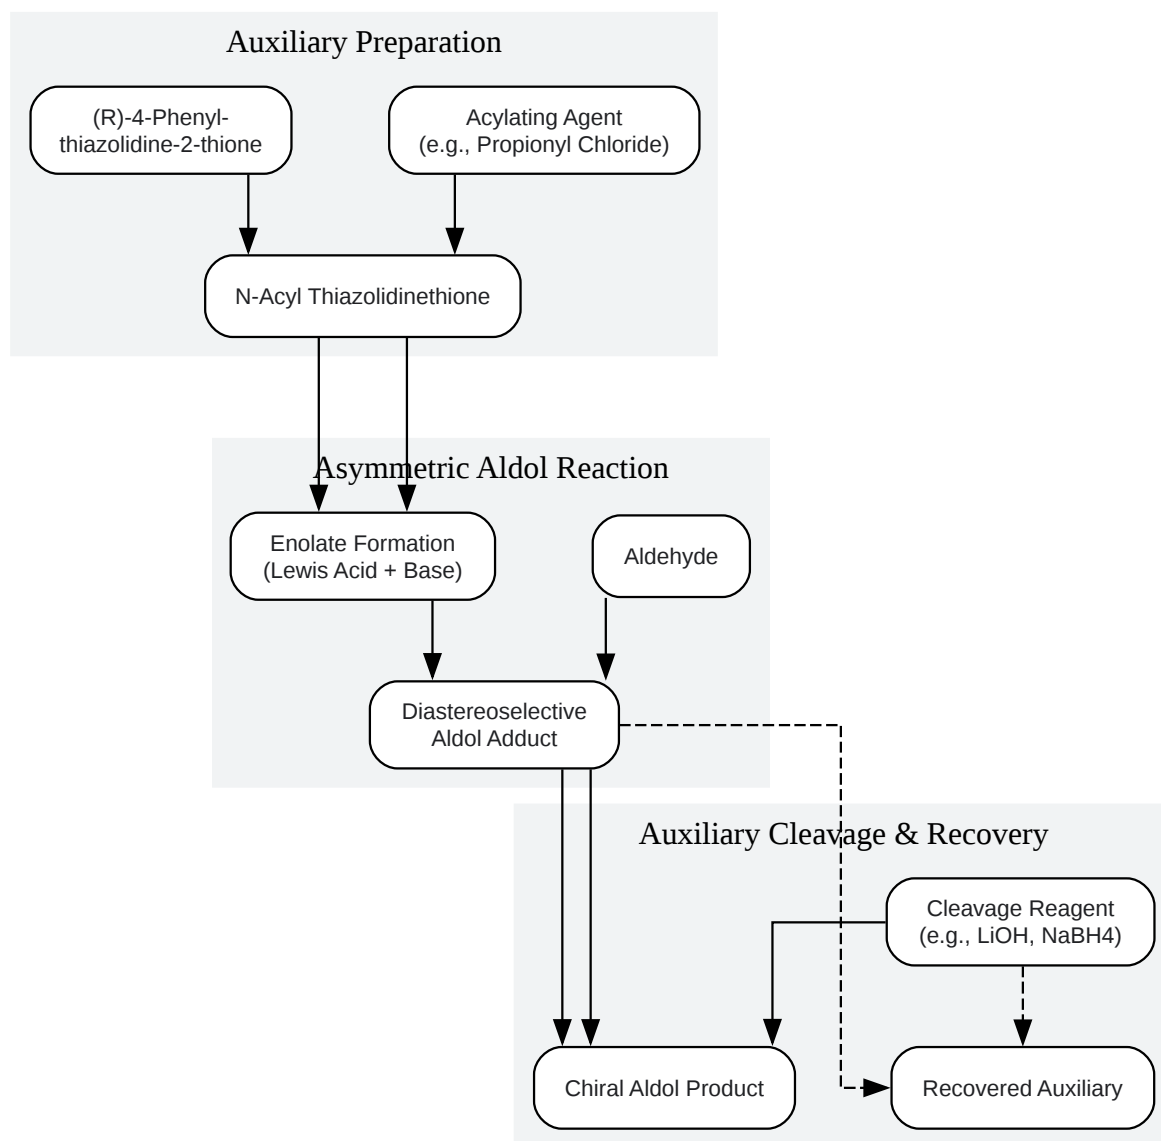 Auxiliary Preparation
(R)-4-Phenyl-
thiazolidine-2-thione
Acylating Agent
(e.g., Propionyl Chloride)
N-Acyl Thiazolidinethione
Asymmetric Aldol Reaction
Enolate Formation
(Lewis Acid + Base)
Aldehyde
Diastereoselective
Aldol Adduct
Auxiliary Cleavage & Recovery
Cleavage Reagent
(e.g., LiOH, NaBH4)
Chiral Aldol Product
Recovered Auxiliary